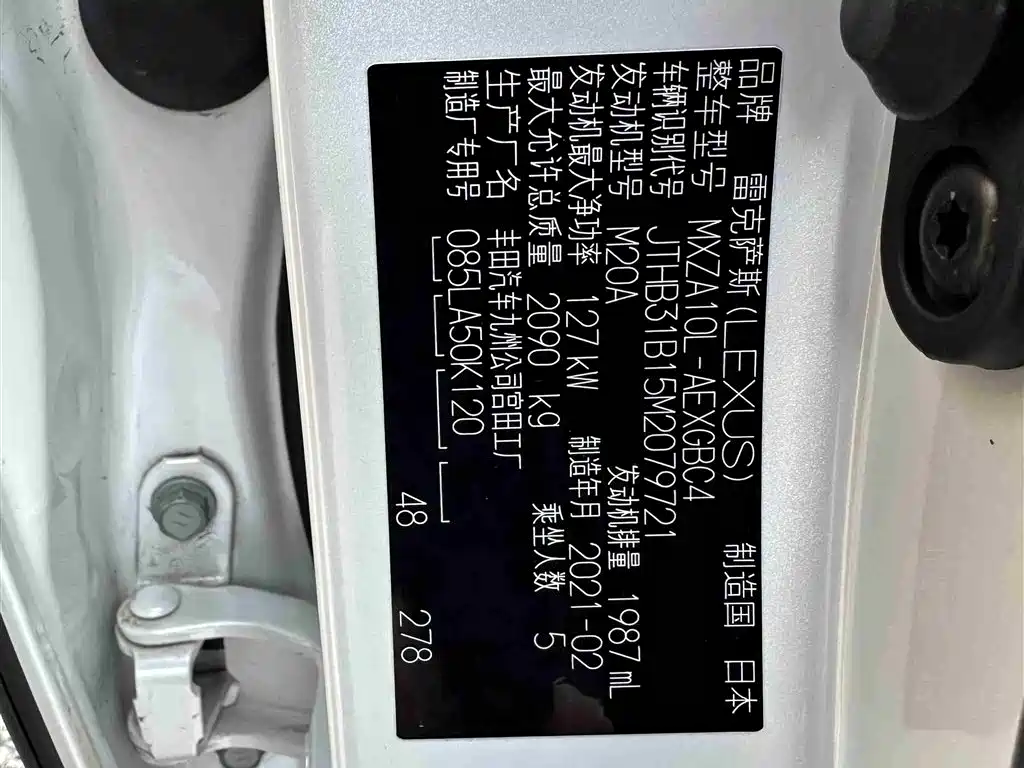 品牌 雷克萨斯(LEXUS) 制造国 日本
整车型号 MXZA10L-AEXGBC4
车辆识别代号 JTHB31B15M2079721
发动机型号 M20A 发动机排量 1987 mL
发动机最大净功率 127 kW 制造年月 2021-02
最大允许总质量 2090 kg 乘坐人数 5
生产厂名 丰田汽车九州公司宫田工厂
制造厂专用号 085LA50K120
48 278